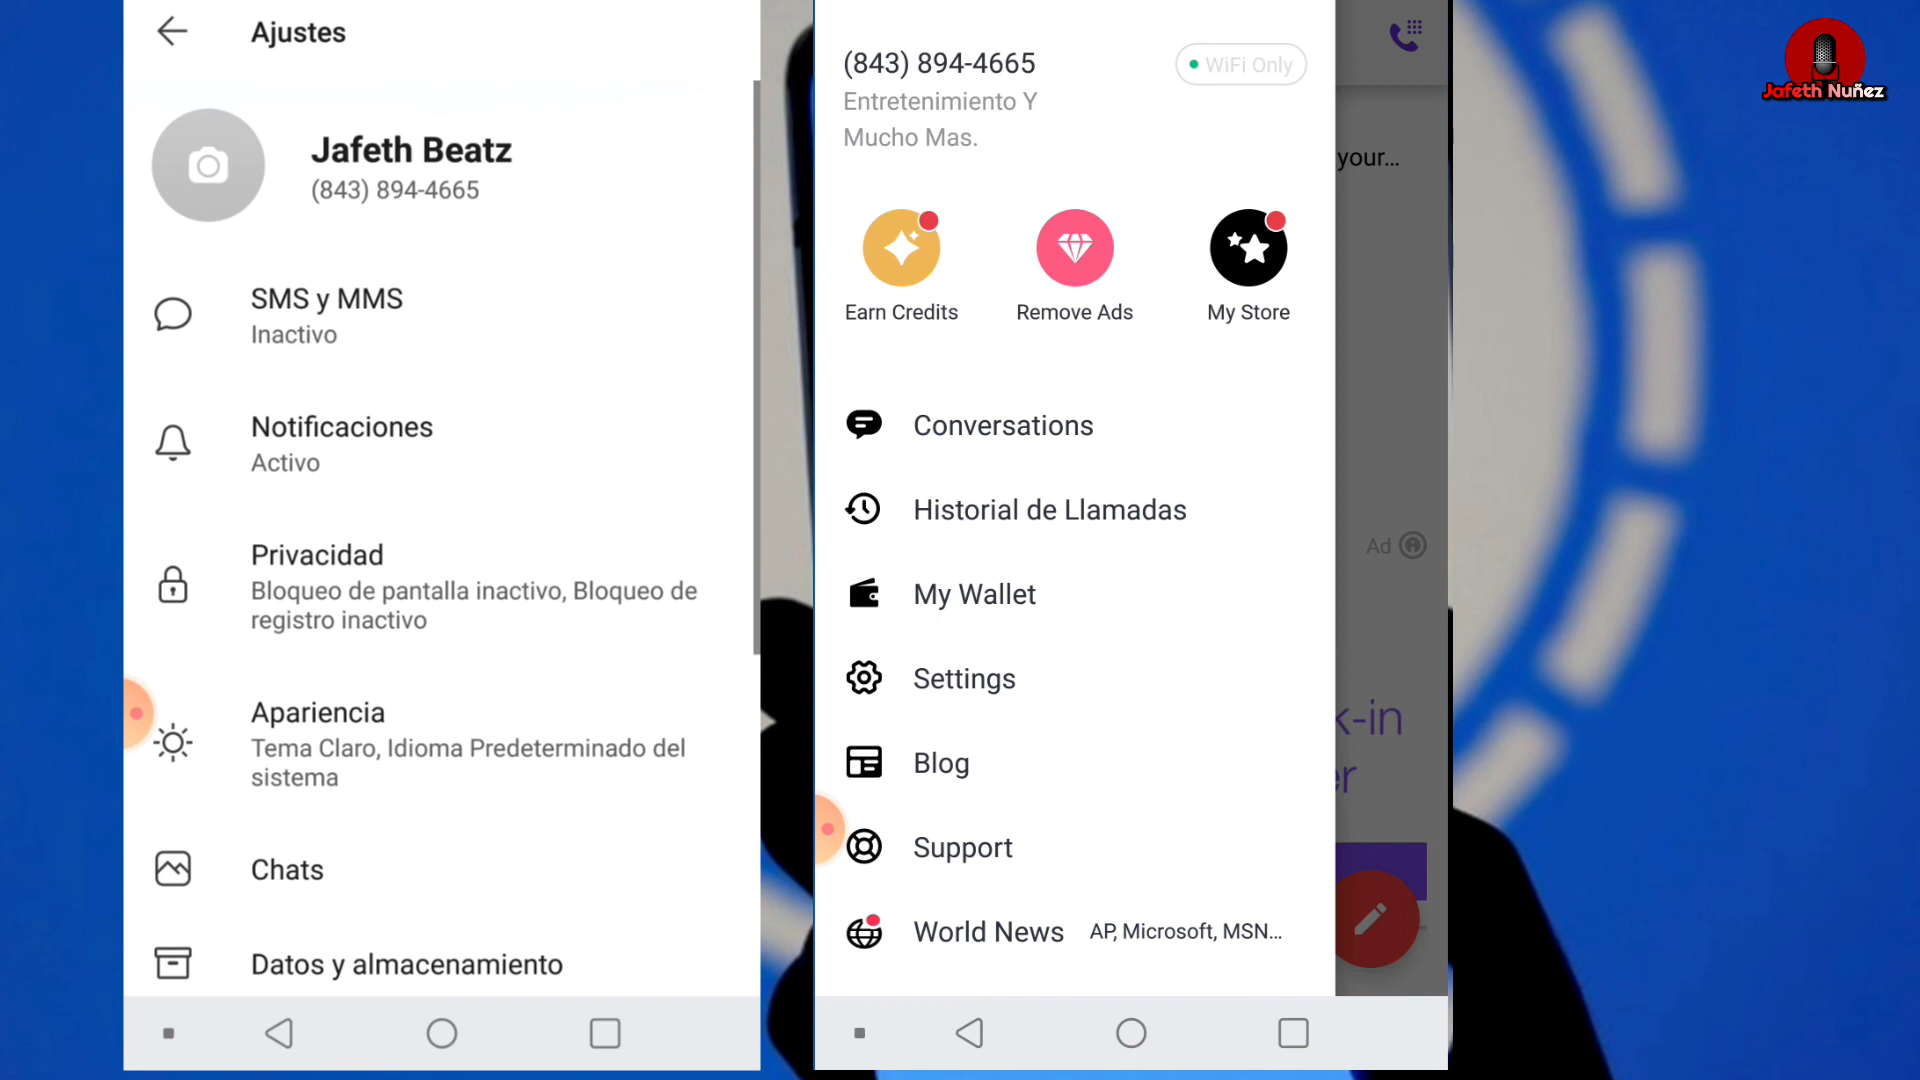 Ajustes
Jafeth Beatz
(843) 894-4665
SMS y MMS
Inactivo
Notificaciones
Activo
Privacidad
Bloqueo de pantalla inactivo, Bloqueo de
registro inactivo
Apariencia
Tema Claro, Idioma Predeterminado del
sistema
Chats
Datos y almacenamiento
(843) 894-4665
WiFi Only
Entretenimiento Y
Mucho Mas.
Earn Credits
Remove Ads
My Store
Conversations
Historial de Llamadas
My Wallet
Settings
Blog
Support
World News AP, Microsoft, MSN...
your...
Ad
k-in
er
Jafeth Nuñez